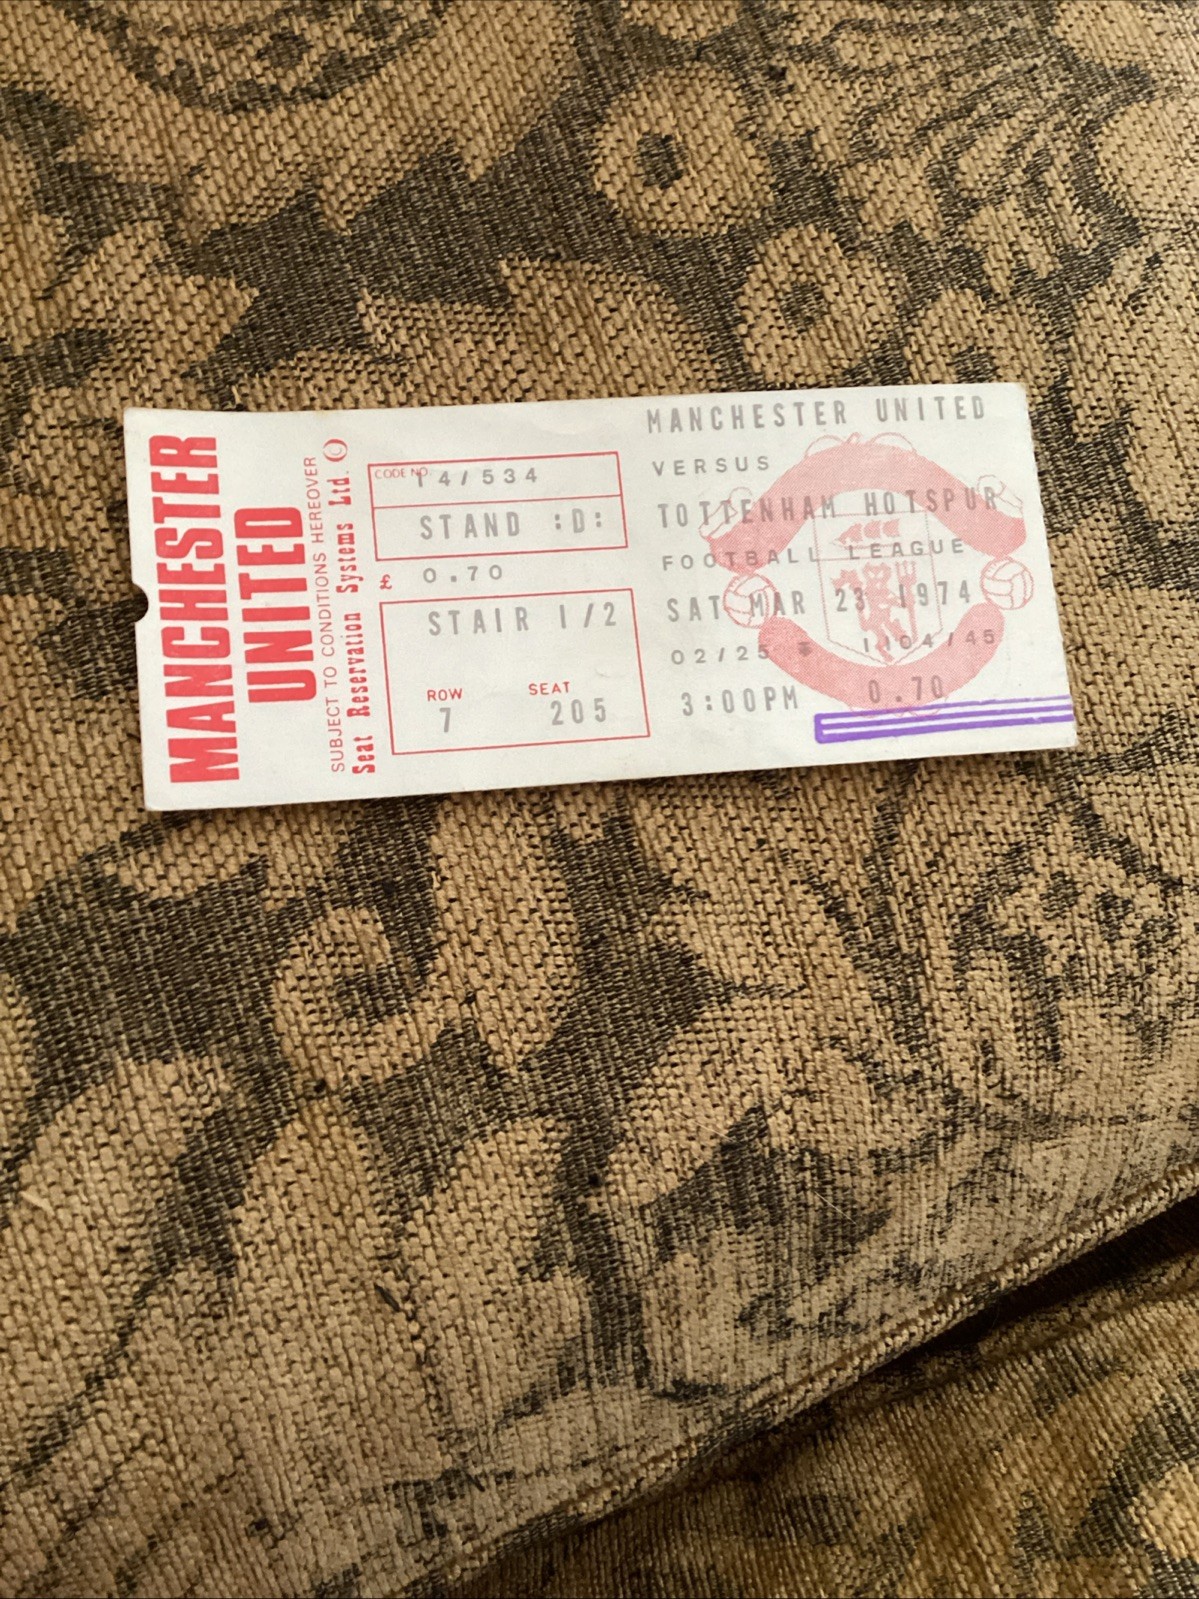 MANCHESTER
UNITED
SUBJECT TO CONDITIONS HEREOVER
Seat Reservation Systems Ltd. ©
CODE NO. 14/534
STAND :D:
£ 0.70
STAIR 1/2
ROW SEAT
7 205
MANCHESTER UNITED
VERSUS
TOTTENHAM HOTSPUR
FOOTBALL LEAGUE
SAT MAR 23 1974
02/25 * 1104/45
3:00PM 0.70